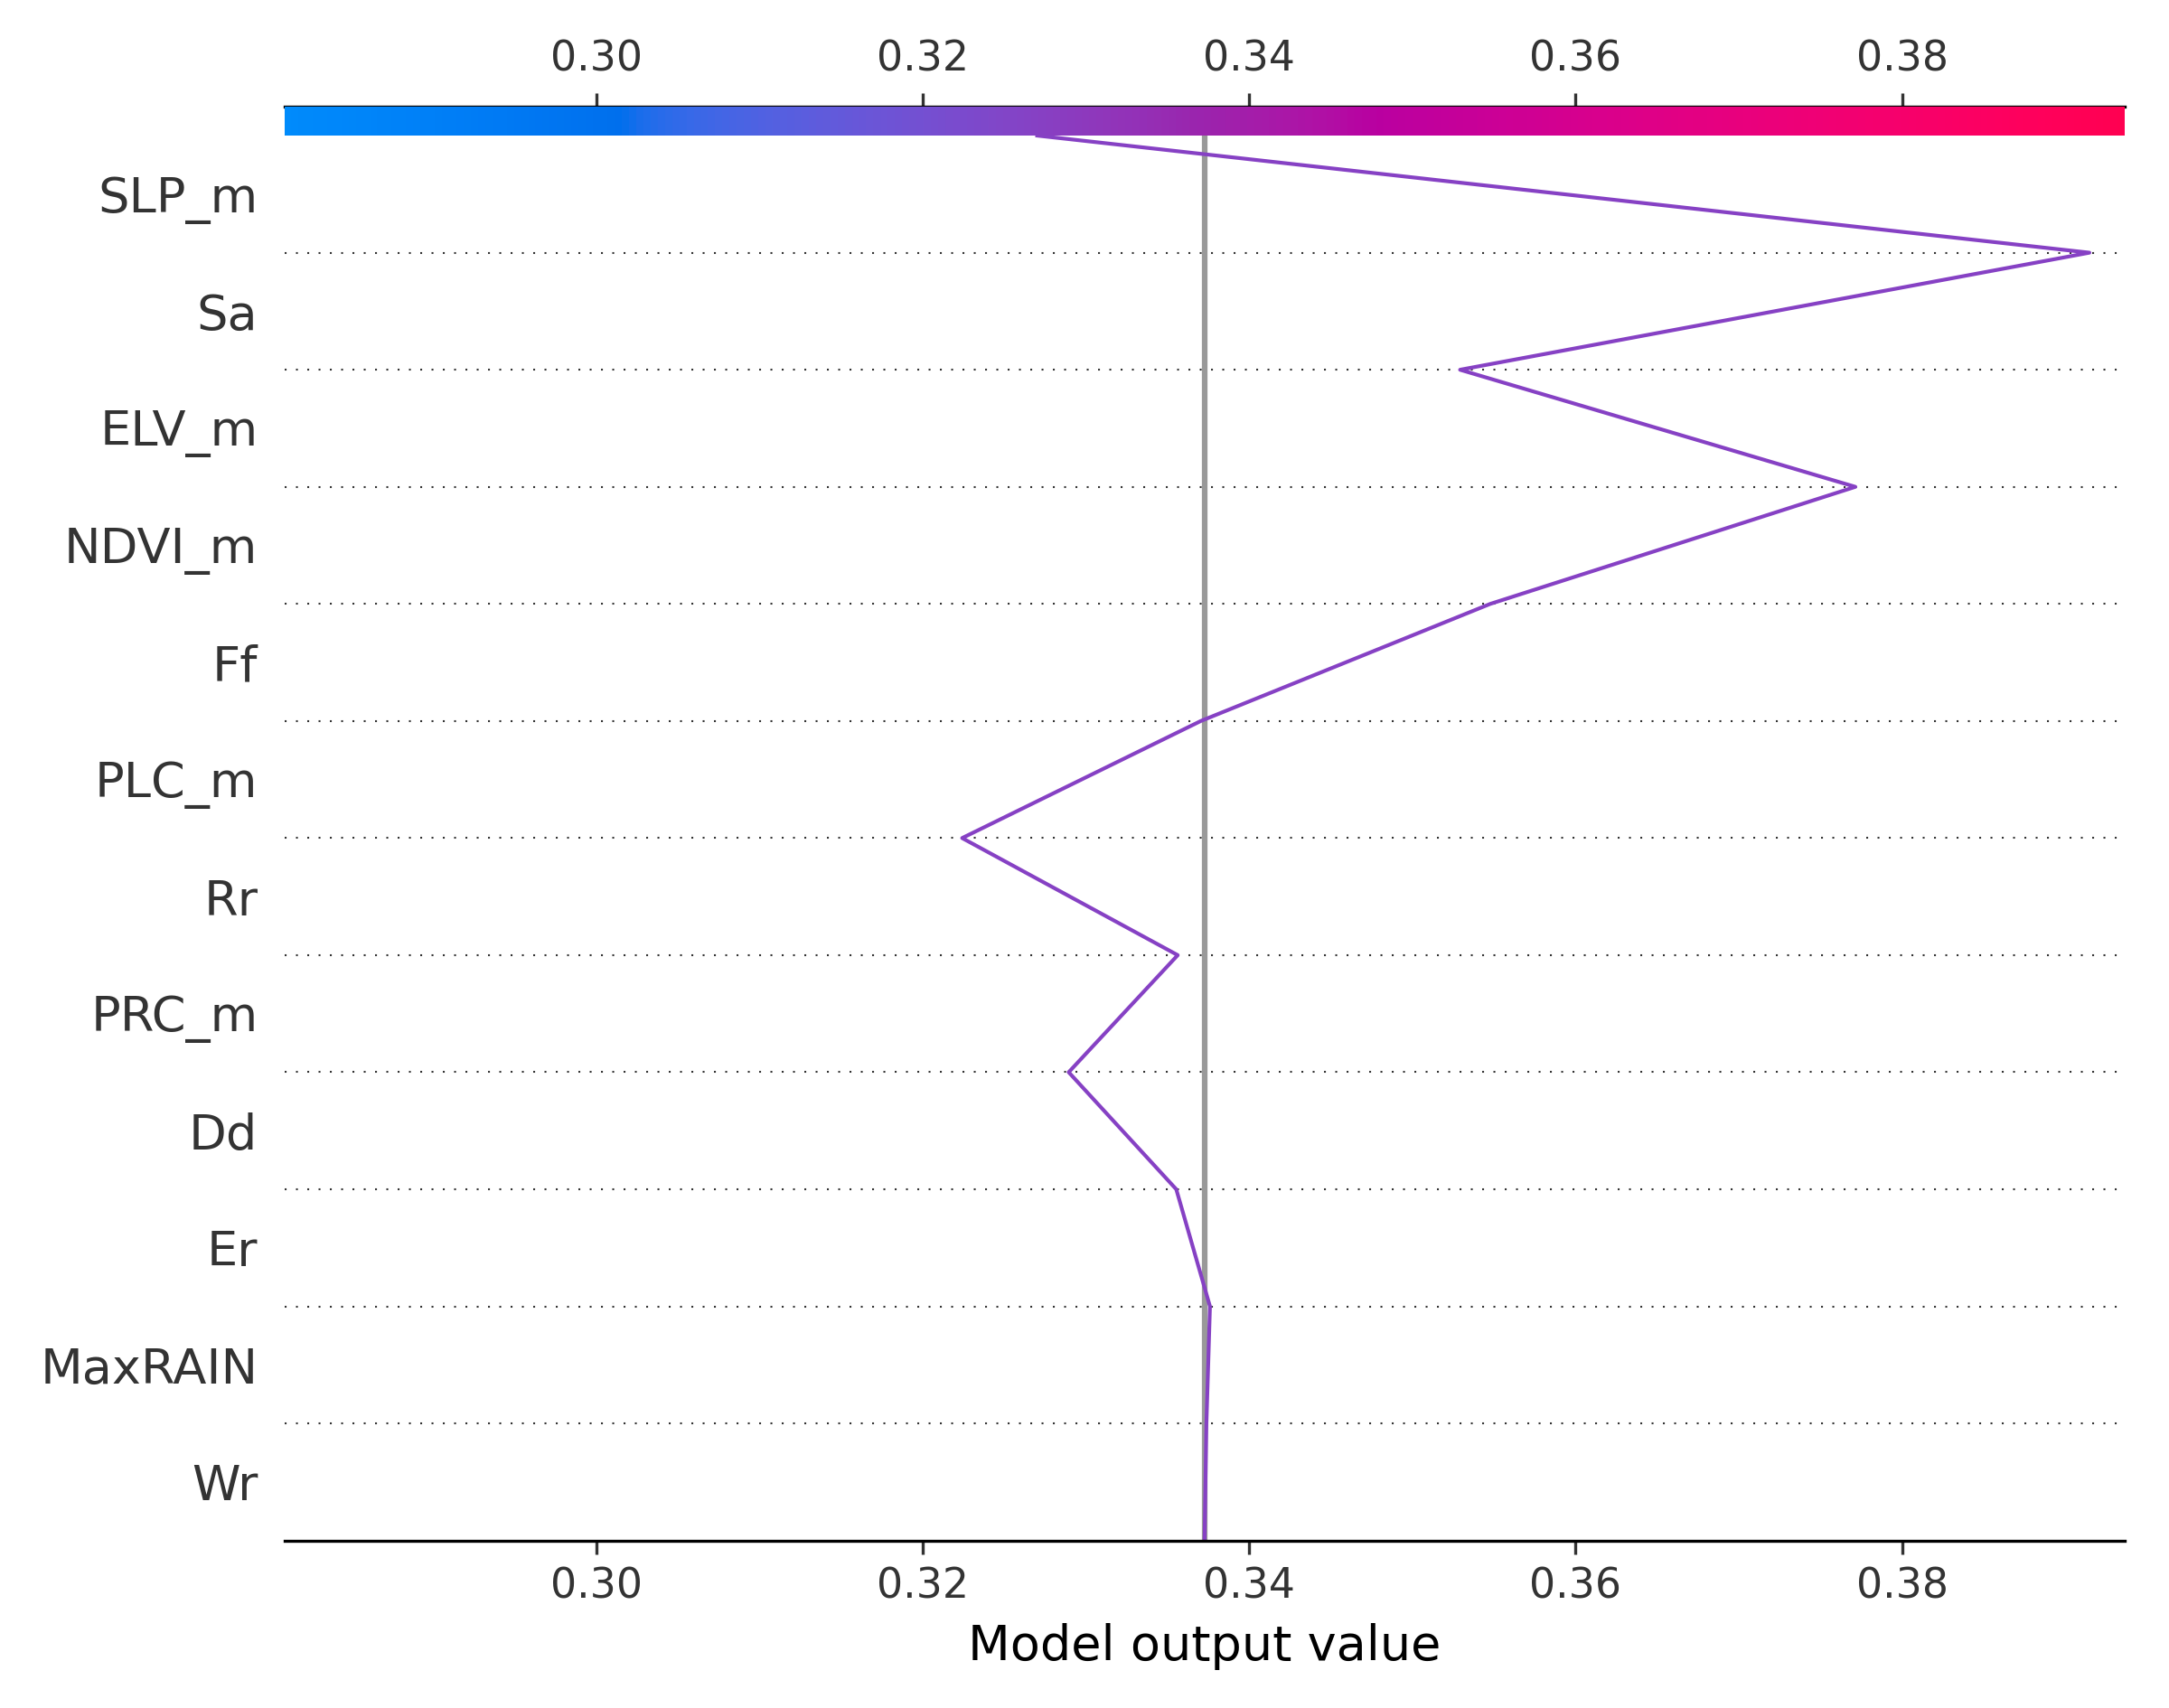 0.30 0.32 0.34 0.36 0.38
SLP_m
Sa
ELV_m
NDVI_m
Ff
PLC_m
Rr
PRC_m
Dd
Er
MaxRAIN
Wr
0.30 0.32 0.34 0.36 0.38
Model output value